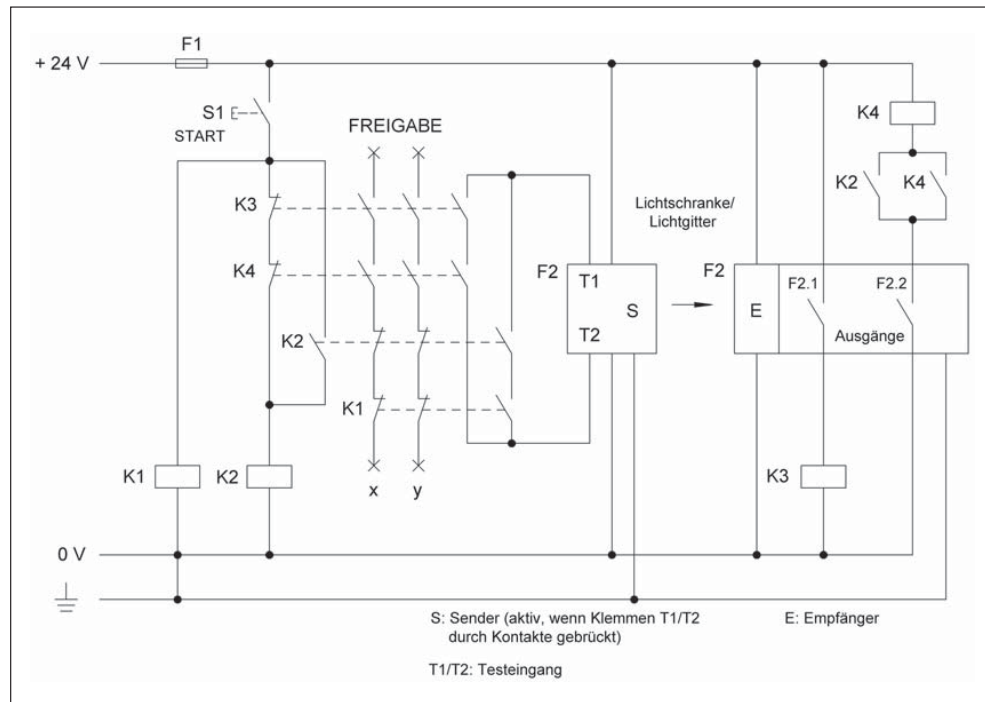 F1
+ 24 V
S1
START
FREIGABE
K4
K2
K4
K3
Lichtschranke/
Lichtgitter
K4
F2
T1
S
T2
F2
E
F2.1
F2.2
Ausgänge
K2
K1
K1
K2
K3
x
y
0 V
S: Sender (aktiv, wenn Klemmen T1/T2
durch Kontakte gebrückt)
E: Empfänger
T1/T2: Testeingang